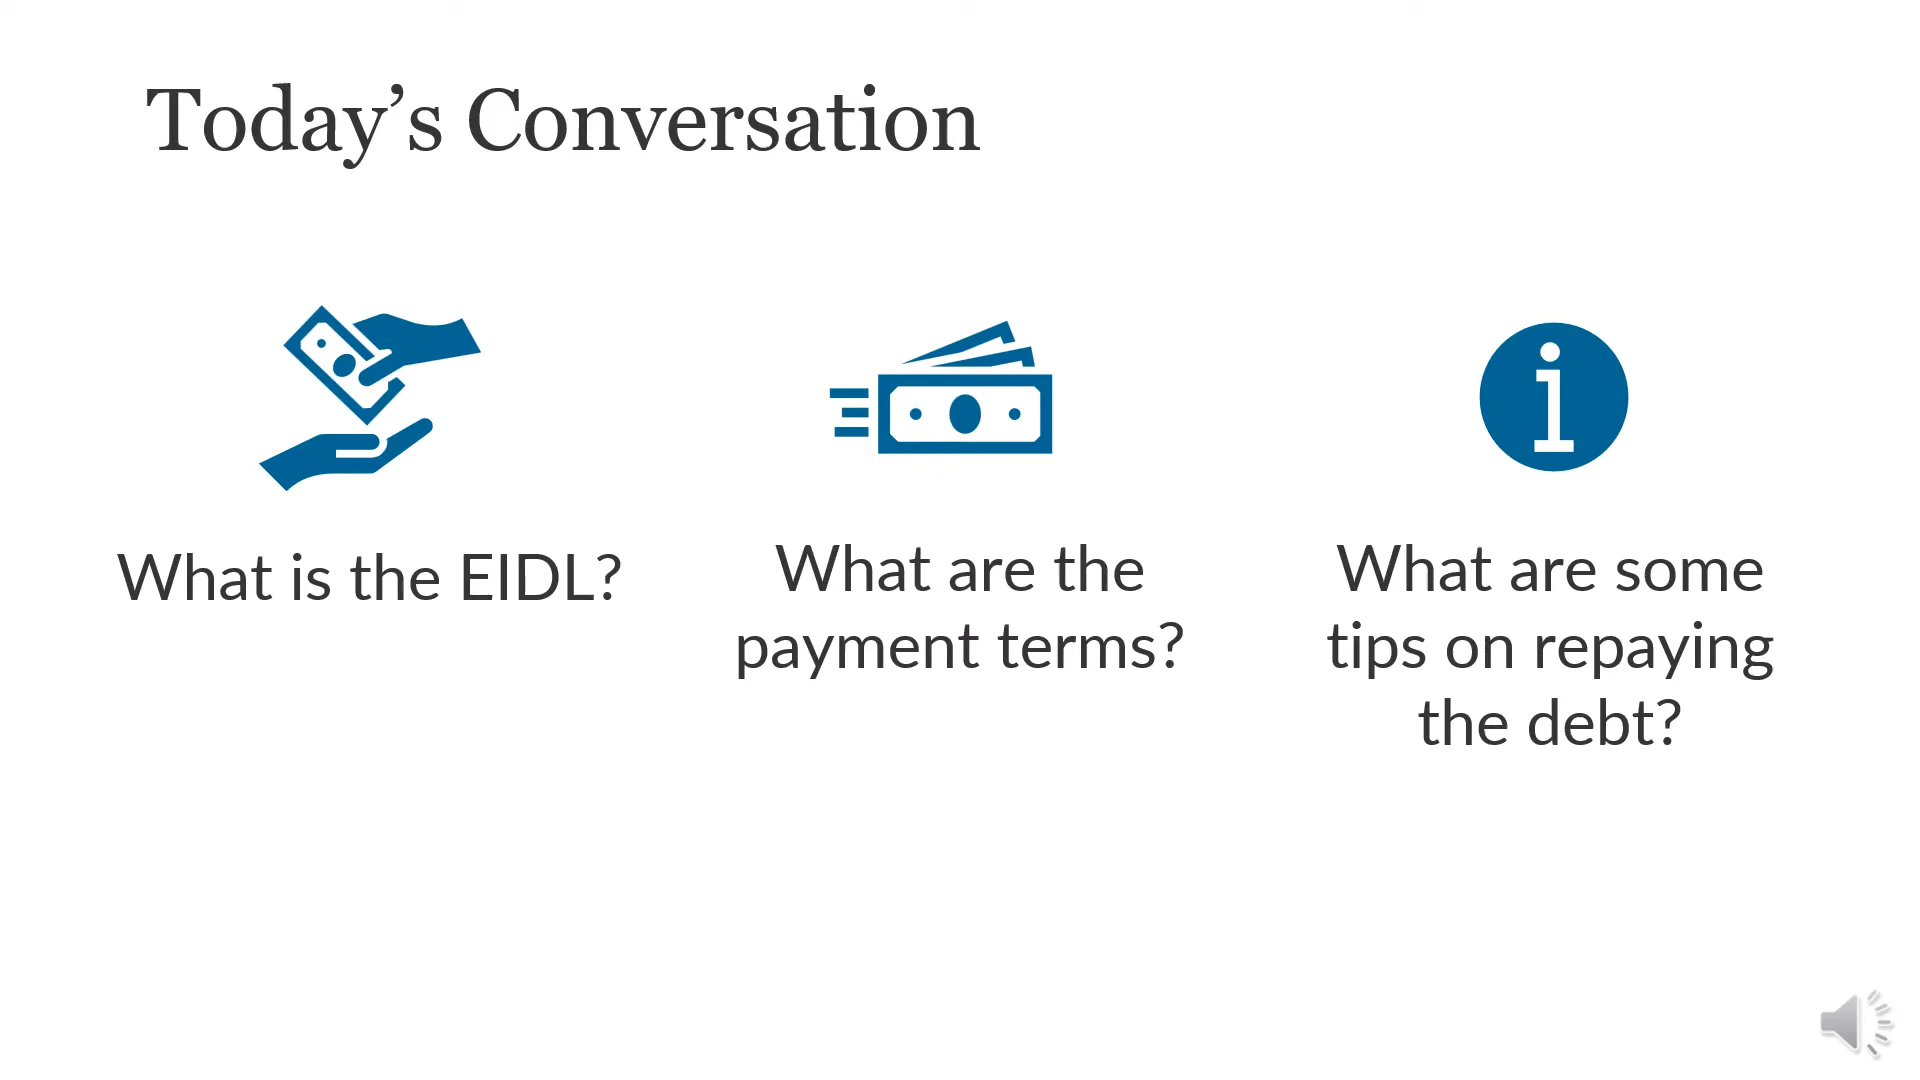 Today’s Conversation
What is the EIDL?
What are the
payment terms?
What are some
tips on repaying
the debt?